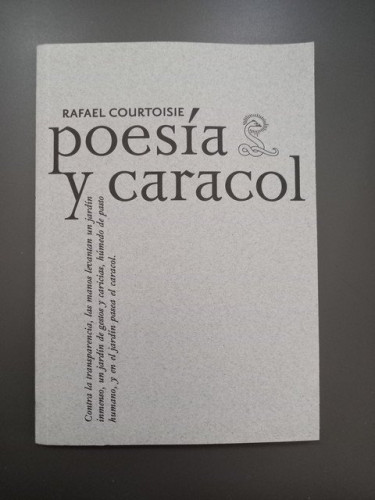 RAFAEL COURTOISIE
poesía
y caracol
Contra la transparencia, las manos levantan un jardín
inmenso, un jardín de gestos y caricias, húmedo de pasto
humano, y en el jardín pasea el caracol.